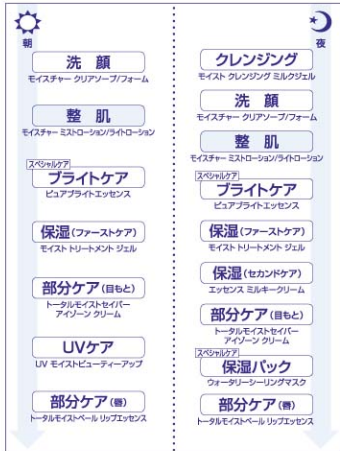 朝
洗 顔
モイスチャー クリアソープ/フォーム
整 肌
モイスチャー ミストローション/ライトローション
スペシャルケア
ブライトケア
ピュアブライトエッセンス
保湿(ファーストケア)
モイスト トリートメント ジェル
部分ケア(目もと)
トータルモイストセイバー
アイゾーン クリーム
UVケア
UV モイストビューティーアップ
部分ケア(唇)
トータルモイストベール リップエッセンス
夜
クレンジング
モイスト クレンジング ミルクジェル
洗 顔
モイスチャー クリアソープ/フォーム
整 肌
モイスチャー ミストローション/ライトローション
スペシャルケア
ブライトケア
ピュアブライトエッセンス
保湿(ファーストケア)
モイスト トリートメント ジェル
保湿(セカンドケア)
エッセンス ミルキークリーム
部分ケア(目もと)
トータルモイストセイバー
アイゾーン クリーム
スペシャルケア
保湿パック
ウォータリーシーリングマスク
部分ケア(唇)
トータルモイストベール リップエッセンス